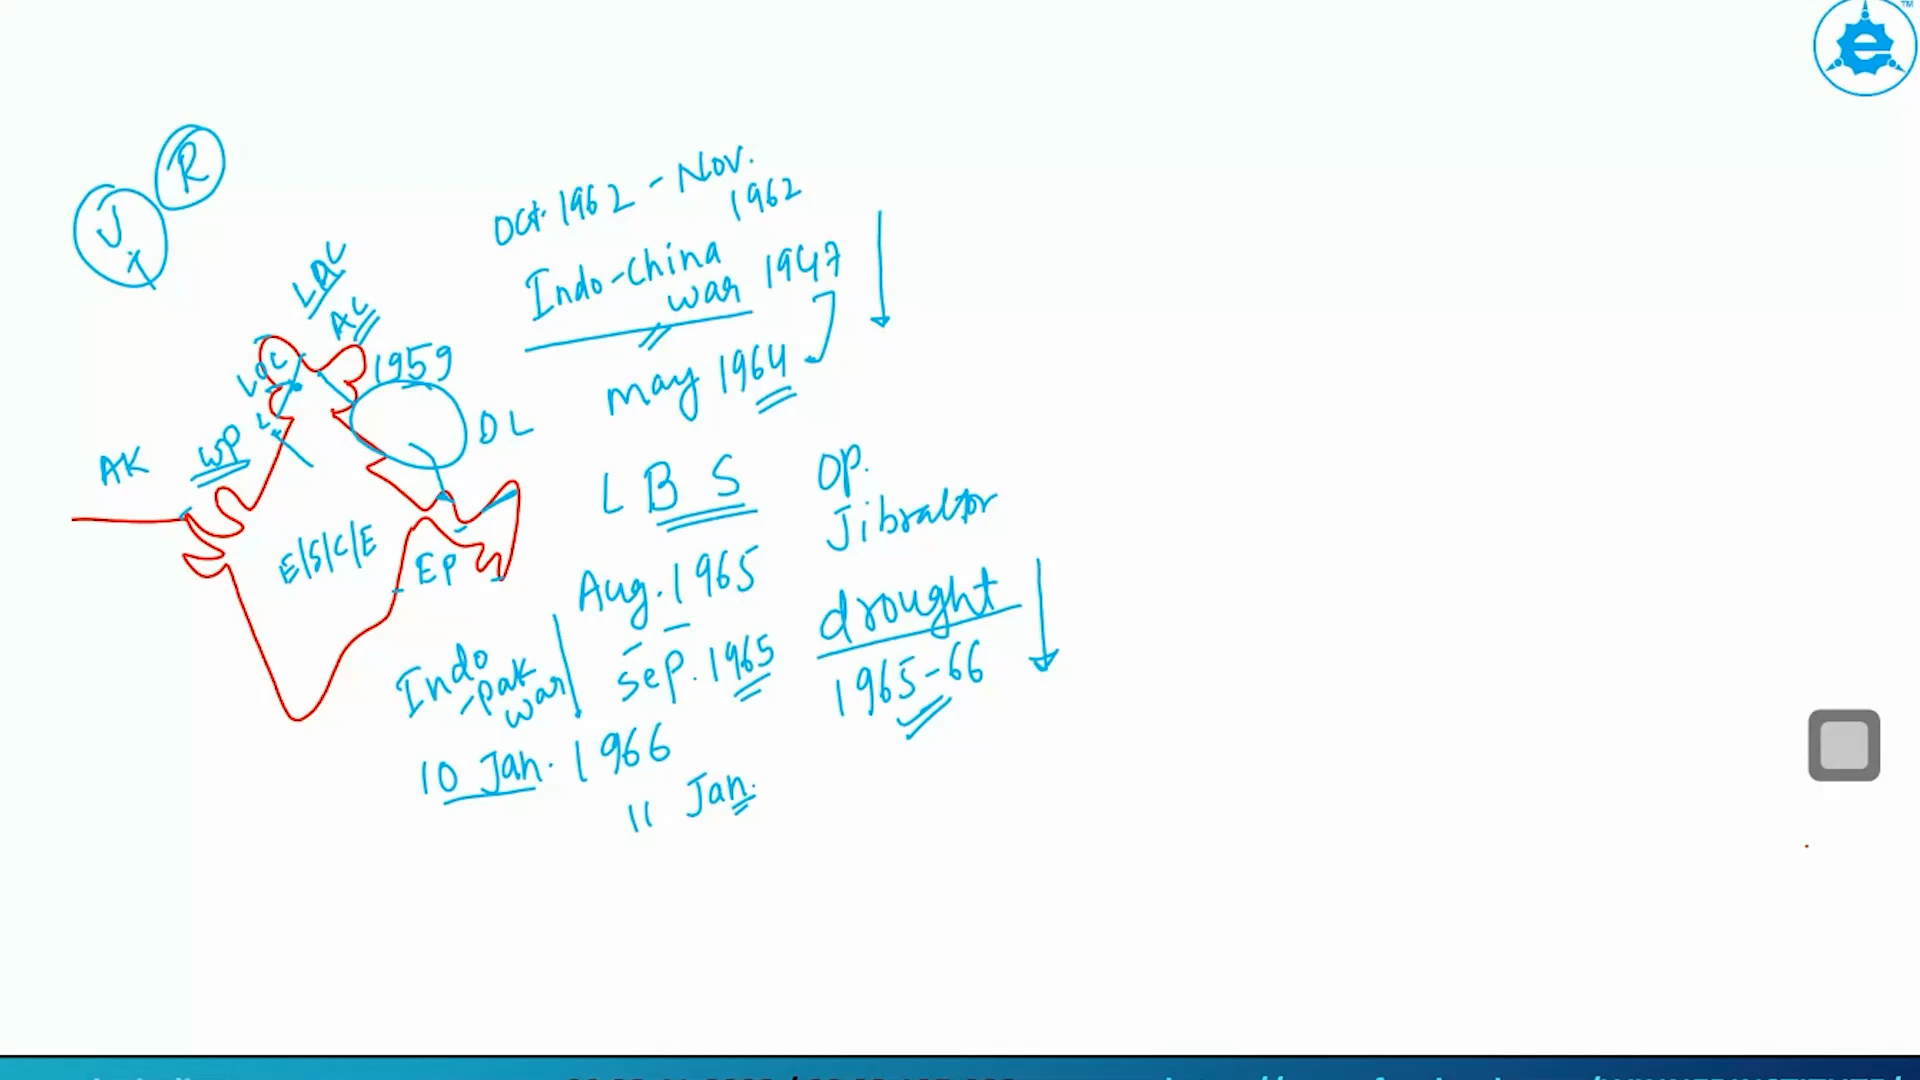 R
J
T
LAC
AC
LOC
1959
DL
AK
WP
E/S/C/E
EP
Oct. 1962 - Nov.
1962
Indo-China
war 1947
may 1964
LBS
OP.
Jibraltor
Aug. 1965
drought
Sep. 1965
1965-66
Indo
-Pak
war
10 Jan. 1966
11 Jan.
e
TM